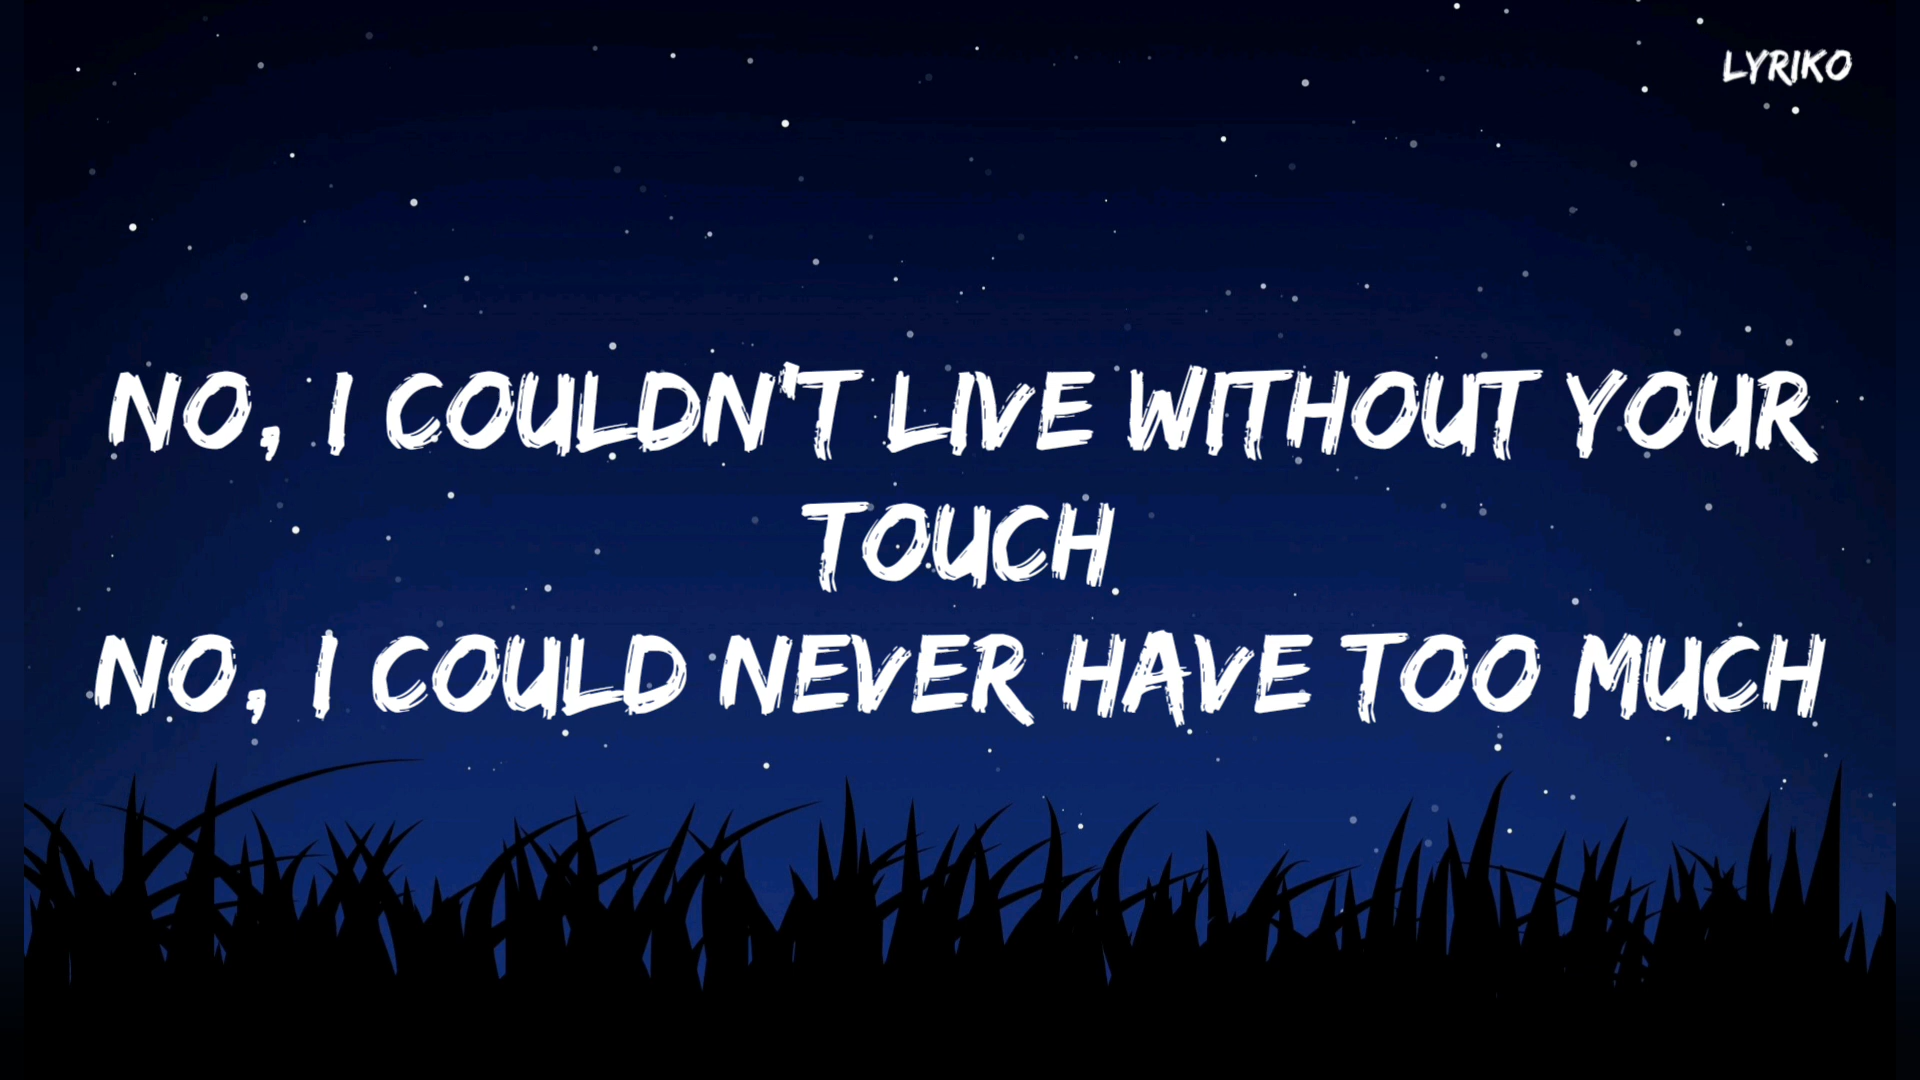 LYRIKO
NO, I COULDN'T LIVE WITHOUT YOUR
TOUCH
NO, I COULD NEVER HAVE TOO MUCH